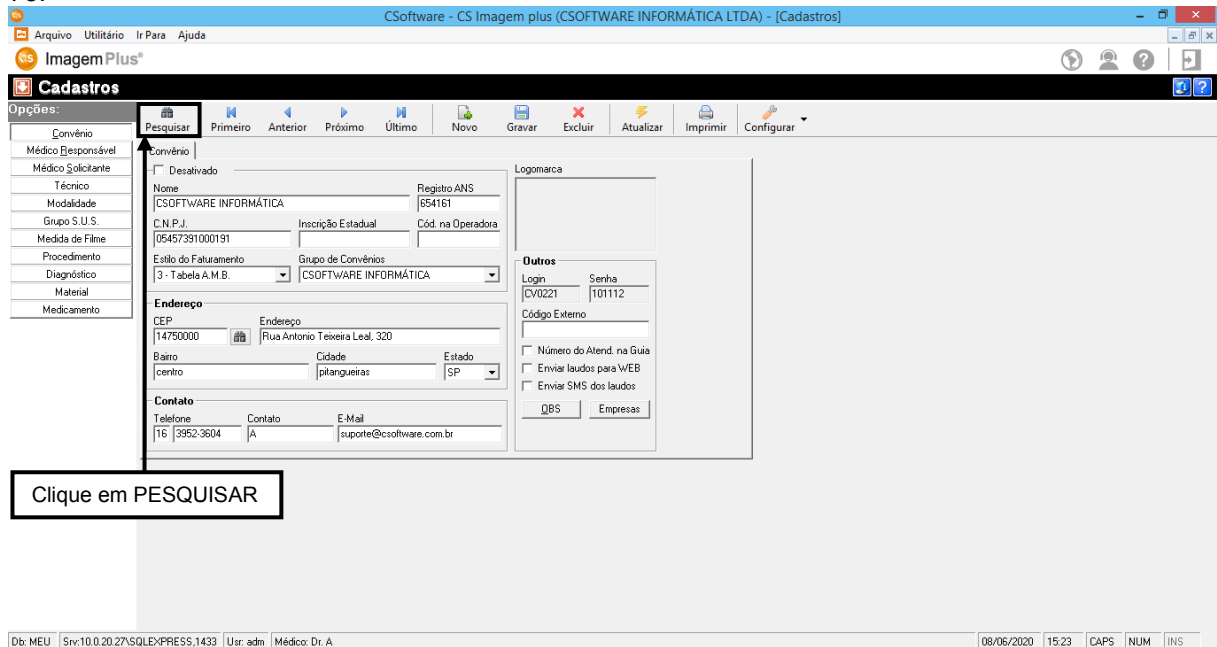 CSoftware - CS Imagem plus (CSOFTWARE INFORMÁTICA LTDA) - [Cadastros]
Arquivo Utilitário Ir Para Ajuda
CS ImagemPlus®
Cadastros
Opções:
Pesquisar Primeiro Anterior Próximo Último Novo Gravar Excluir Atualizar Imprimir Configurar
Convênio
Médico Responsável
Médico Solicitante
Técnico
Modalidade
Grupo S.U.S.
Medida de Filme
Procedimento
Diagnóstico
Material
Medicamento
Convênio
Desativado
Nome Registro ANS
CSOFTWARE INFORMÁTICA 654161
C.N.P.J. Inscrição Estadual Cód. na Operadora
05457391000191
Estilo do Faturamento Grupo de Convênios
3 - Tabela A.M.B. CSOFTWARE INFORMÁTICA
Endereço
CEP Endereço
14750000 Rua Antonio Teixeira Leal, 320
Bairro Cidade Estado
centro pitangueiras SP
Contato
Telefone Contato E-Mail
16 3952-3604 A suporte@csoftware.com.br
Logomarca
Outros
Login Senha
CV0221 101112
Código Externo
Número do Atend. na Guia
Enviar laudos para WEB
Enviar SMS dos laudos
OBS Empresas
Clique em PESQUISAR
Db: MEU Srv:10.0.20.27\SQLEXPRESS,1433 Usr: adm Médico: Dr. A 08/06/2020 15:23 CAPS NUM INS